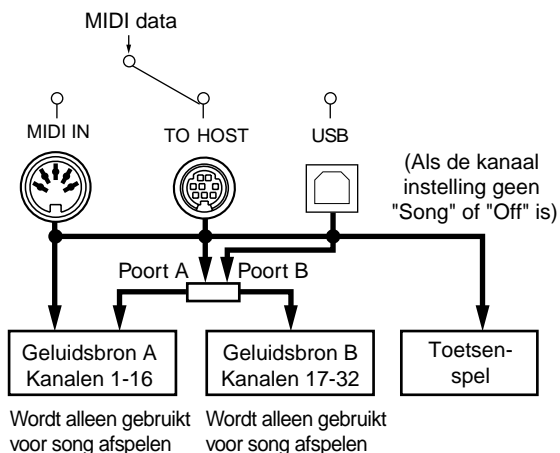 MIDI data
MIDI IN
TO HOST
USB
(Als de kanaal
instelling geen
"Song" of "Off" is)
Poort A
Poort B
Geluidsbron A
Kanalen 1-16
Geluidsbron B
Kanalen 17-32
Toetsen-
spel
Wordt alleen gebruikt
voor song afspelen
Wordt alleen gebruikt
voor song afspelen